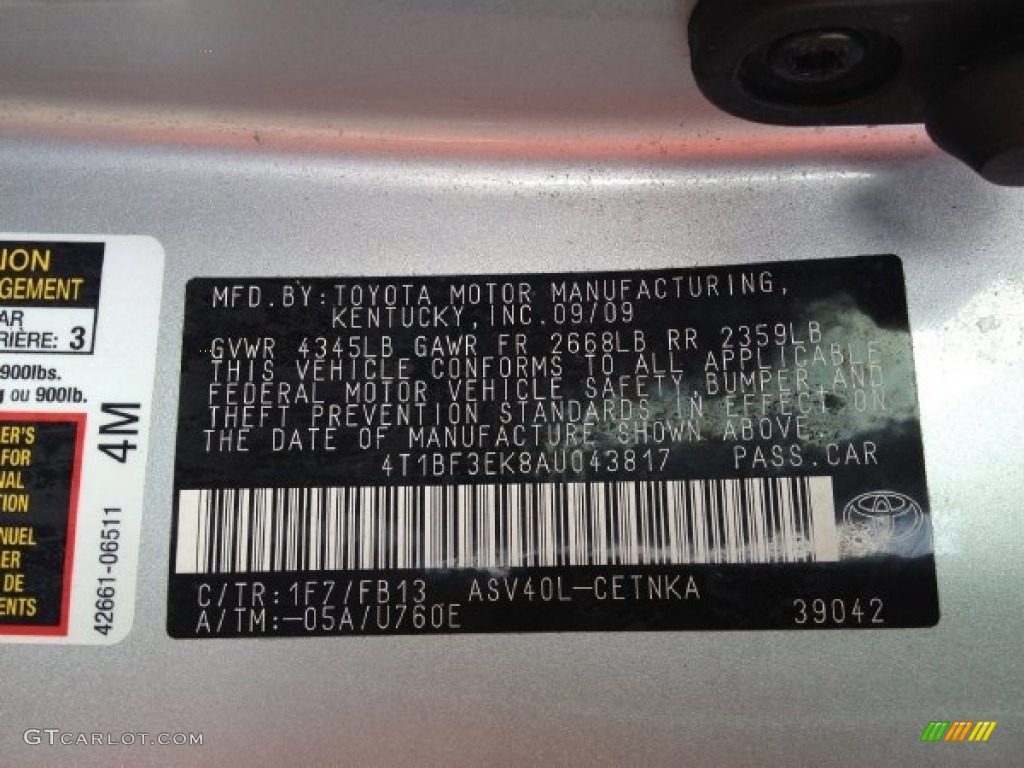 ION
GEMENT
AR
RIÈRE: 3
900lbs.
g ou 900lb.
ER'S
FOR
NAL
TION
NUEL
LER
DE
MENTS
4M
42661-06511
MFD.BY:TOYOTA MOTOR MANUFACTURING,
KENTUCKY,INC.09/09
GVWR 4345LB GAWR FR 2668LB RR 2359LB
THIS VEHICLE CONFORMS TO ALL APPLICABLE
FEDERAL MOTOR VEHICLE SAFETY,BUMPER,AND
THEFT PREVENTION STANDARDS IN EFFECT ON
THE DATE OF MANUFACTURE SHOWN ABOVE.
4T1BF3EK8AU043817 PASS.CAR
C/TR:1F7/FB13 ASV40L-CETNKA
A/TM:-05A/U760E 39042
GTCARLOT.COM